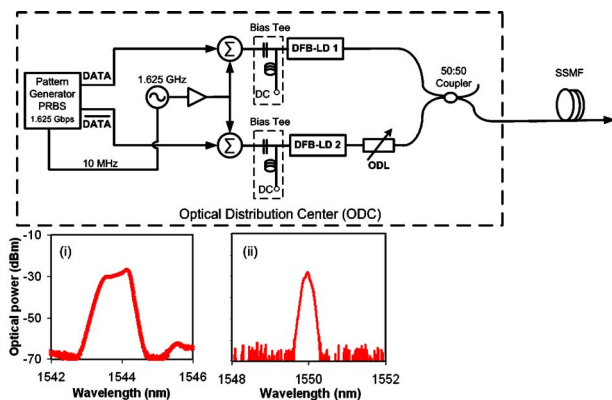 Bias Tee
DFB-LD 1
DATA
Σ
1.625 GHz
50:50
Coupler
SSMF
Pattern
Generator
PRBS
1.625 Gbps
DC
DATA
Bias Tee
10 MHz
Σ
DFB-LD 2
ODL
DC
Optical Distribution Center (ODC)
Optical power (dBm)
-10
-30
-50
-70
(i)
1542
1544
1546
Wavelength (nm)
(ii)
1548
1550
1552
Wavelength (nm)